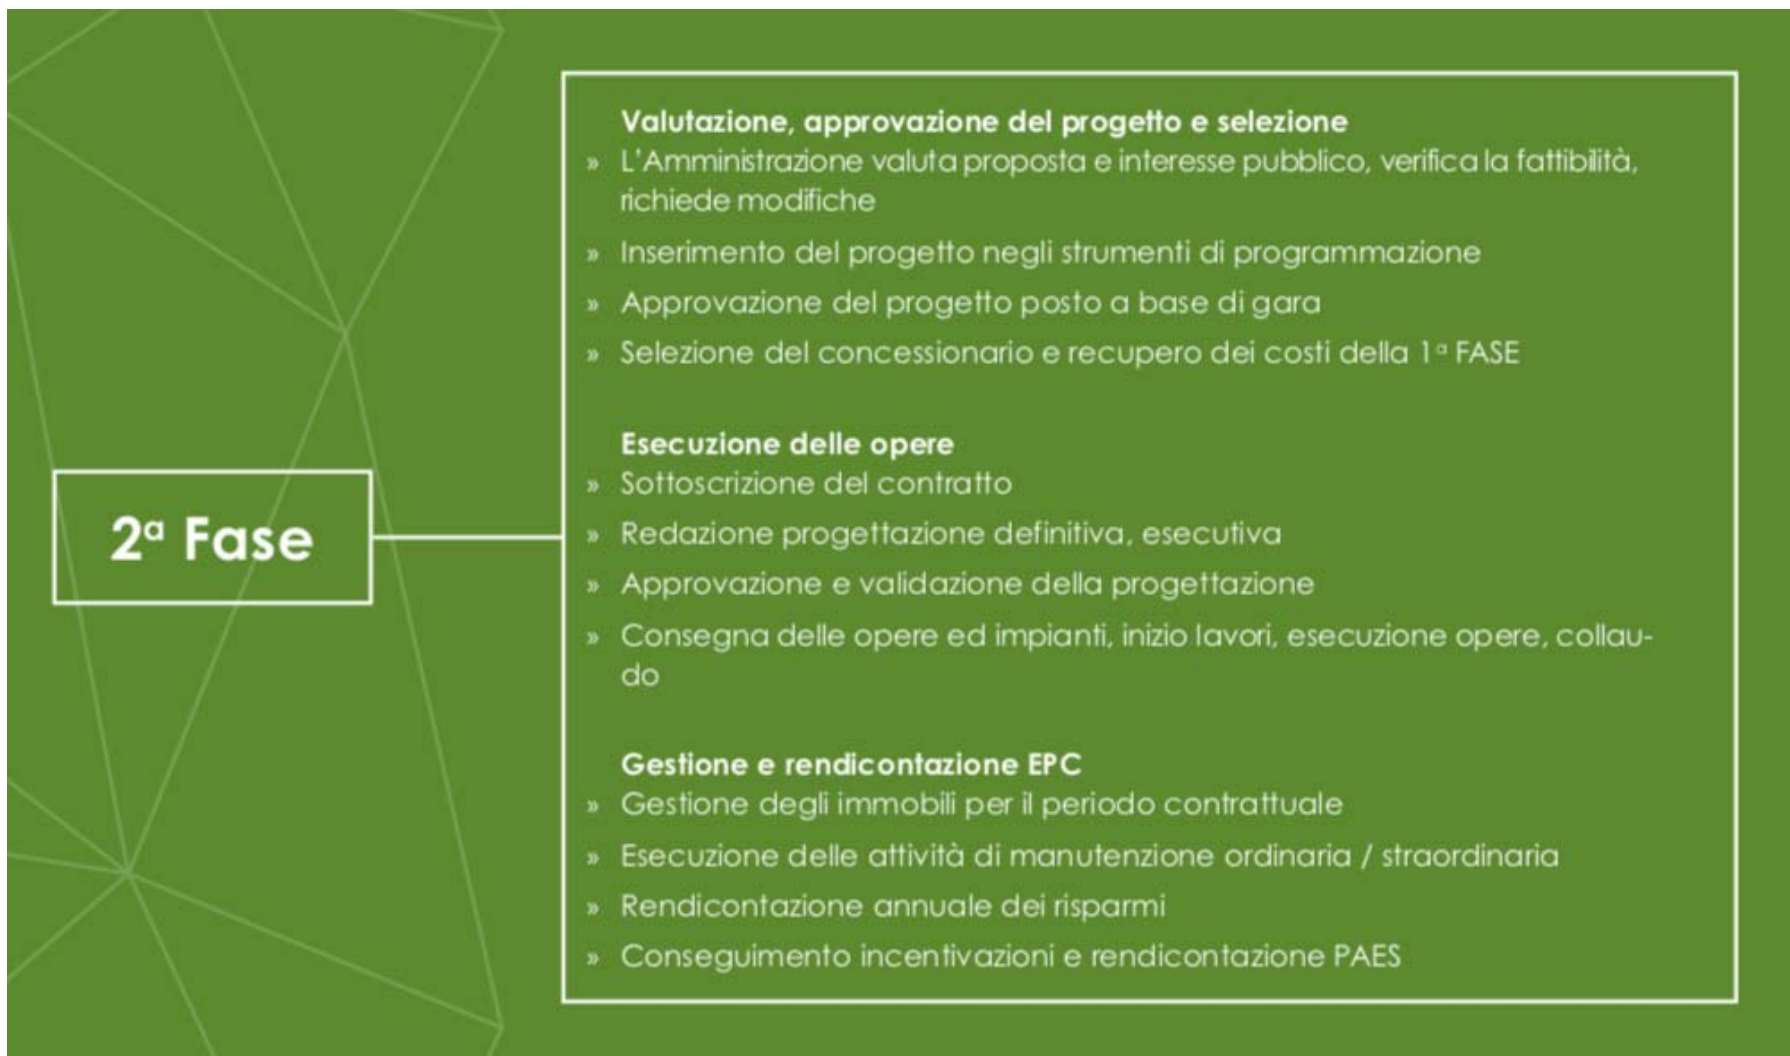 2ª Fase
Valutazione, approvazione del progetto e selezione
» L'Amministrazione valuta proposta e interesse pubblico, verifica la fattibilità,
richiede modifiche
» Inserimento del progetto negli strumenti di programmazione
» Approvazione del progetto posto a base di gara
» Selezione del concessionario e recupero dei costi della 1ª FASE
Esecuzione delle opere
» Sottoscrizione del contratto
» Redazione progettazione definitiva, esecutiva
» Approvazione e validazione della progettazione
» Consegna delle opere ed impianti, inizio lavori, esecuzione opere, collau-
do
Gestione e rendicontazione EPC
» Gestione degli immobili per il periodo contrattuale
» Esecuzione delle attività di manutenzione ordinaria / straordinaria
» Rendicontazione annuale dei risparmi
» Conseguimento incentivazioni e rendicontazione PAES